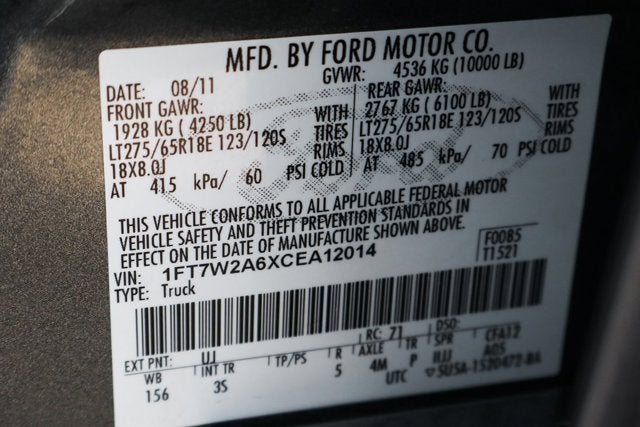 MFD. BY FORD MOTOR CO.
DATE: 08/11 GVWR: 4536 KG (10000 LB)
FRONT GAWR: REAR GAWR:
1928 KG ( 4250 LB) WITH 2767 KG ( 6100 LB) WITH
LT275/65R18E 123/120S TIRES LT275/65R18E 123/120S TIRES
18X8.0J RIMS 18X8.0J RIMS
AT 415 kPa/ 60 PSI COLD AT 485 kPa/ 70 PSI COLD
THIS VEHICLE CONFORMS TO ALL APPLICABLE FEDERAL MOTOR
VEHICLE SAFETY AND THEFT PREVENTION STANDARDS IN
EFFECT ON THE DATE OF MANUFACTURE SHOWN ABOVE.
VIN: 1FT7W2A6XCEA12014 F0085
TYPE: Truck T1521
EXT PNT: UJ RC: 71 DSO:
WB INT TR TP/PS R AXLE TR SPR CFA12
156 3S 5 4M P IIJJ AOS
UTC 5U5A-1520472-BA